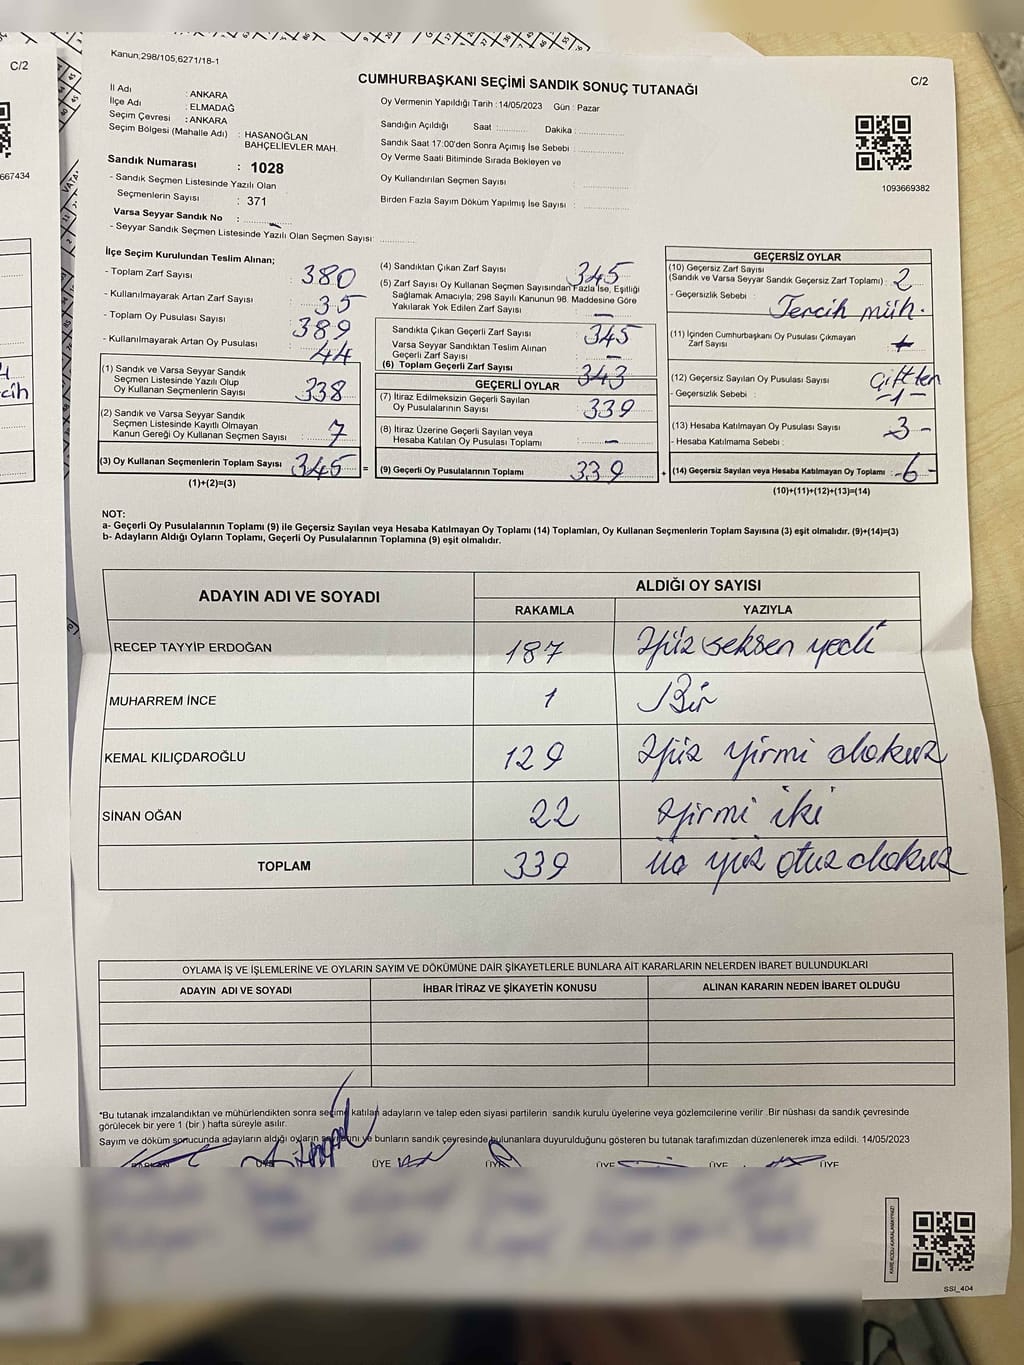 Kanun;298/105,6271/18-1
CUMHURBAŞKANI SEÇİMİ SANDIK SONUÇ TUTANAĞI
C/2
C/2
İl Adı : ANKARA
İlçe Adı : ELMADAĞ
Seçim Çevresi : ANKARA
Seçim Bölgesi (Mahalle Adı) : HASANOĞLAN
BAHÇELİEVLER MAH.
Sandık Numarası : 1028
- Sandık Seçmen Listesinde Yazılı Olan
Seçmenlerin Sayısı : 371
Varsa Seyyar Sandık No :
- Seyyar Sandık Seçmen Listesinde Yazılı Olan Seçmen Sayısı:
Oy Vermenin Yapıldığı Tarih :14/05/2023 Gün : Pazar
Sandığın Açıldığı Saat : Dakika :
Sandık Saat 17:00'den Sonra Açımış İse Sebebi :
Oy Verme Saati Bitiminde Sırada Bekleyen ve
Oy Kullandırılan Seçmen Sayısı :
Birden Fazla Sayım Döküm Yapılmış İse Sayısı :
667434
1093669382
İlçe Seçim Kurulundan Teslim Alınan;
- Toplam Zarf Sayısı : 380
- Kullanılmayarak Artan Zarf Sayısı : 35
- Toplam Oy Pusulası Sayısı : 389
- Kullanılmayarak Artan Oy Pusulası : 44
(1) Sandık ve Varsa Seyyar Sandık
Seçmen Listesinde Yazılı Olup
Oy Kullanan Seçmenlerin Sayısı : 338
(2) Sandık ve Varsa Seyyar Sandık
Seçmen Listesinde Kayıtlı Olmayan
Kanun Gereği Oy Kullanan Seçmen Sayısı : 7
(3) Oy Kullanan Seçmenlerin Toplam Sayısı : 345 =
(1)+(2)=(3)
(4) Sandıktan Çıkan Zarf Sayısı : 345
(5) Zarf Sayısı Oy Kullanan Seçmen Sayısından Fazla İse, Eşitliği
Sağlamak Amacıyla; 298 Sayılı Kanunun 98. Maddesine Göre
Yakılarak Yok Edilen Zarf Sayısı : —
Sandıkta Çıkan Geçerli Zarf Sayısı : 345
Varsa Seyyar Sandıktan Teslim Alınan
Geçerli Zarf Sayısı : —
(6) Toplam Geçerli Zarf Sayısı : 343
GEÇERLİ OYLAR
(7) İtiraz Edilmeksizin Geçerli Sayılan
Oy Pusulalarının Sayısı : 339
(8) İtiraz Üzerine Geçerli Sayılan veya
Hesaba Katılan Oy Pusulası Toplamı : —
(9) Geçerli Oy Pusulalarının Toplamı : 339 +
GEÇERSİZ OYLAR
(10) Geçersiz Zarf Sayısı
(Sandık ve Varsa Seyyar Sandık Geçersiz Zarf Toplamı) : 2
- Geçersizlik Sebebi : Tercih müh.
(11) İçinden Cumhurbaşkanı Oy Pusulası Çıkmayan
Zarf Sayısı :
(12) Geçersiz Sayılan Oy Pusulası Sayısı : Çiftten
- Geçersizlik Sebebi : -1-
(13) Hesaba Katılmayan Oy Pusulası Sayısı : 3-
- Hesaba Katılmama Sebebi :
(14) Geçersiz Sayılan veya Hesaba Katılmayan Oy Toplamı : -6-
(10)+(11)+(12)+(13)=(14)
NOT:
a- Geçerli Oy Pusulalarının Toplamı (9) ile Geçersiz Sayılan veya Hesaba Katılmayan Oy Toplamı (14) Toplamları, Oy Kullanan Seçmenlerin Toplam Sayısına (3) eşit olmalıdır. (9)+(14)=(3)
b- Adayların Aldığı Oyların Toplamı, Geçerli Oy Pusulalarının Toplamına (9) eşit olmalıdır.
ADAYIN ADI VE SOYADI
ALDIĞI OY SAYISI
RAKAMLA YAZIYLA
RECEP TAYYİP ERDOĞAN 187 Yüz seksen yedi
MUHARREM İNCE 1 Bir
KEMAL KILIÇDAROĞLU 129 Yüz yirmi dokuz
SİNAN OĞAN 22 Yirmi iki
TOPLAM 339 üç yüz otuz dokuz
OYLAMA İŞ VE İŞLEMLERİNE VE OYLARIN SAYIM VE DÖKÜMÜNE DAİR ŞİKAYETLERLE BUNLARA AİT KARARLARIN NELERDEN İBARET BULUNDUKLARI
ADAYIN ADI VE SOYADI İHBAR İTİRAZ VE ŞİKAYETİN KONUSU ALINAN KARARIN NEDEN İBARET OLDUĞU
*Bu tutanak imzalandıktan ve mühürlendikten sonra seçime katılan adayların ve talep eden siyasi partilerin sandık kurulu üyelerine veya gözlemcilerine verilir .Bir nüshası da sandık çevresinde
görülecek bir yere 1 (bir ) hafta süreyle asılır.
Sayım ve döküm sonucunda adayların aldığı oyların sayılarını ve bunların sandık çevresinde bulunanlara duyurulduğunu gösteren bu tutanak tarafımızdan düzenlenerek imza edildi. 14/05/2023
BAŞKAN ÜYE ÜYE ÜYE ÜYE ÜYE ÜYE
SSİ_404